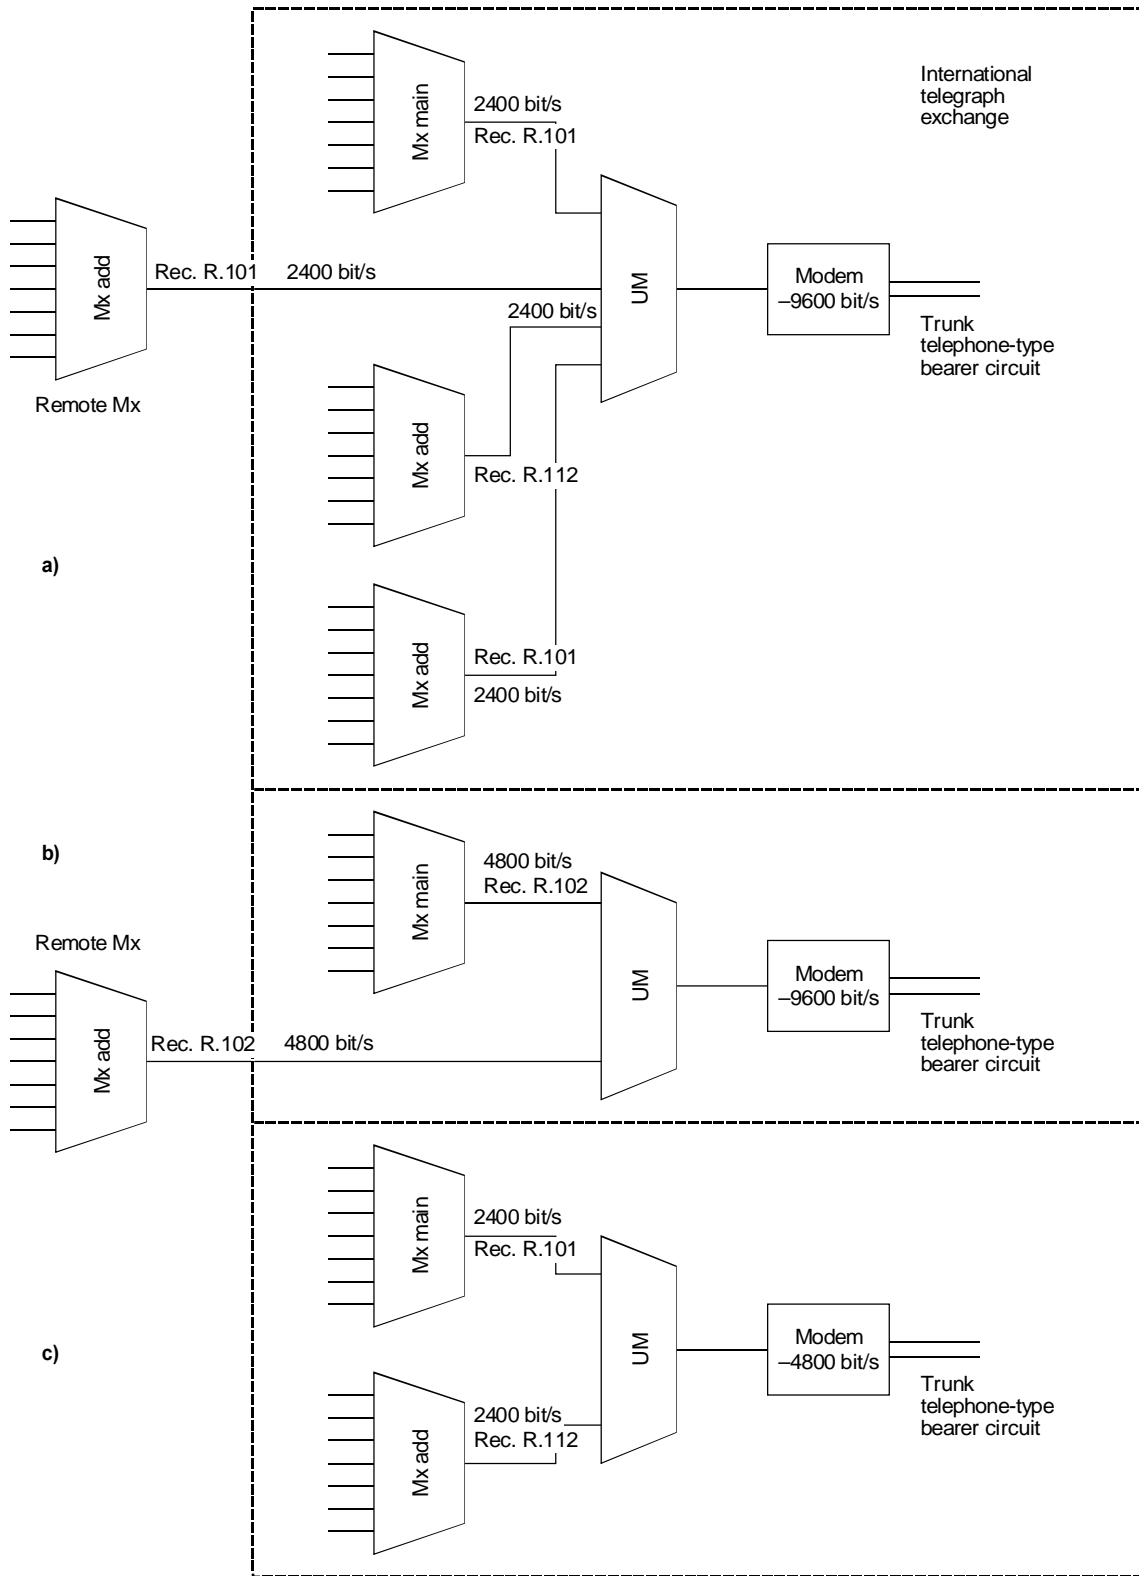 International
telegraph
exchange
Mx main
2400 bit/s
Rec. R.101
Mx add
Rec. R.101
2400 bit/s
Remote Mx
UM
Modem
–9600 bit/s
Trunk
telephone-type
bearer circuit
2400 bit/s
Mx add
Rec. R.112
a)
Mx add
Rec. R.101
2400 bit/s
b)
Mx main
4800 bit/s
Rec. R.102
Remote Mx
Mx add
Rec. R.102
4800 bit/s
UM
Modem
–9600 bit/s
Trunk
telephone-type
bearer circuit
Mx main
2400 bit/s
Rec. R.101
UM
Modem
–4800 bit/s
Trunk
telephone-type
bearer circuit
c)
Mx add
2400 bit/s
Rec. R.112